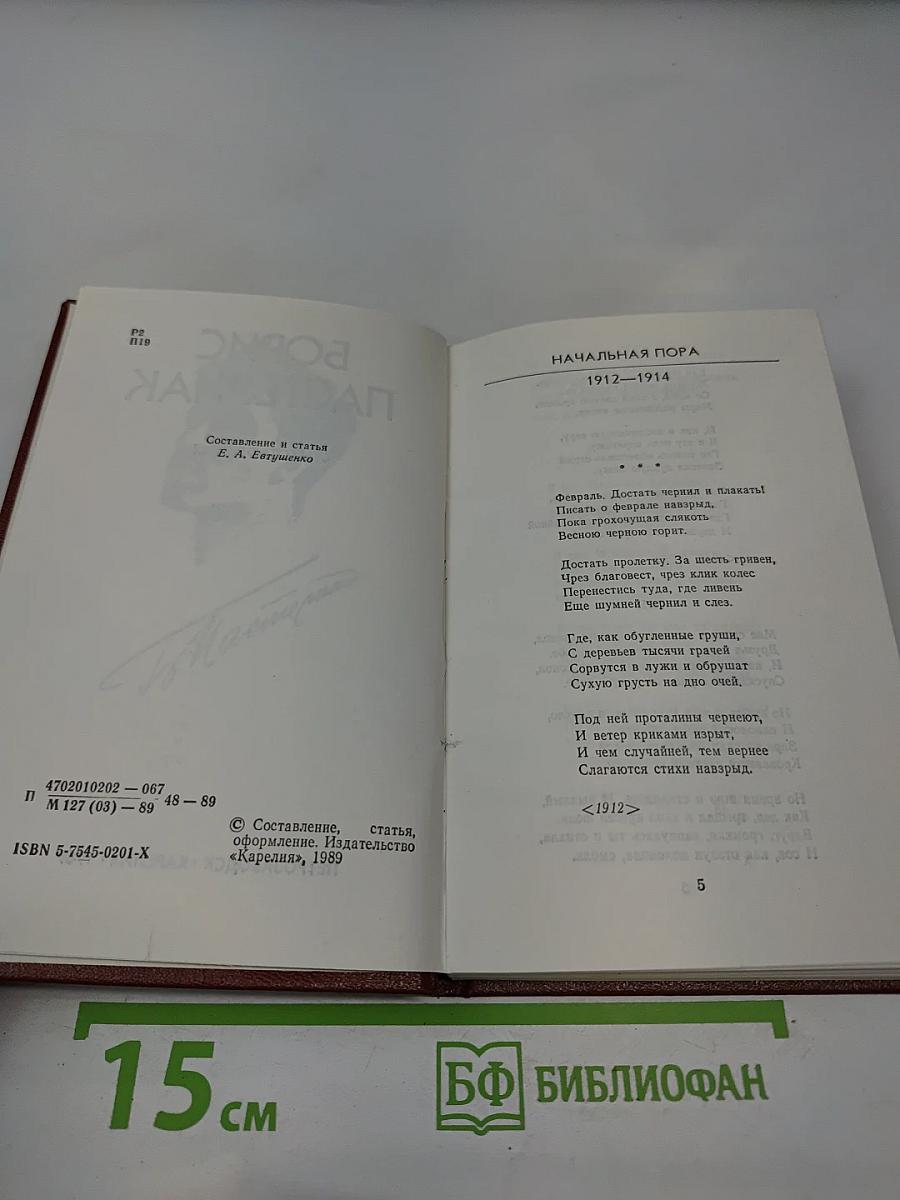 Р2
П19
БОРИС
ПАСТЕРНАК
Составление и статья
Е. А. Евтушенко
П 4702010202 — 067
М 127 (03) — 89 48 — 89
ISBN 5-7545-0201-X
© Составление, статья,
оформление. Издательство
«Карелия», 1989
НАЧАЛЬНАЯ ПОРА
1912—1914
* * *
Февраль. Достать чернил и плакать!
Писать о феврале навзрыд,
Пока грохочущая слякоть
Весною черною горит.
Достать пролетку. За шесть гривен,
Чрез благовест, чрез клик колес
Перенестись туда, где ливень
Еще шумней чернил и слез.
Где, как обугленные груши,
С деревьев тысячи грачей
Сорвутся в лужи и обрушат
Сухую грусть на дно очей.
Под ней проталины чернеют,
И ветер криками изрыт,
И чем случайней, тем вернее
Слагаются стихи навзрыд.
<1912>
5
15 см
БФ БИБЛИОФАН